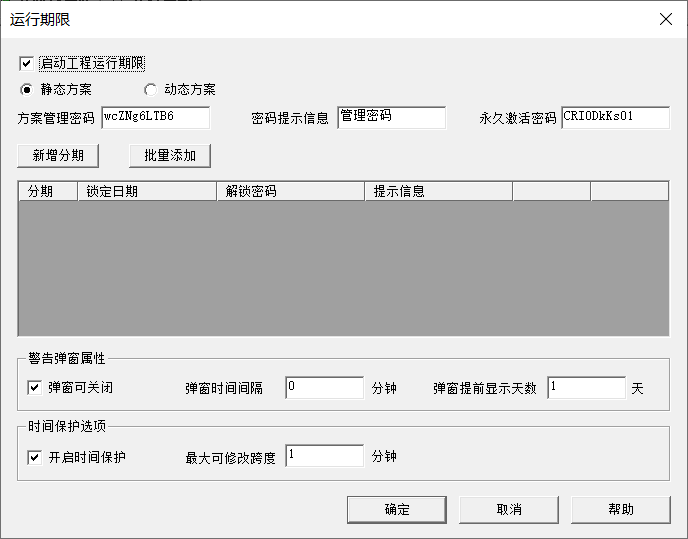 运行期限
启动工程运行期限
静态方案 动态方案
方案管理密码 wcZNg6LTB6 密码提示信息 管理密码 永久激活密码 CRIODkKsO1
新增分期 批量添加
分期 锁定日期 解锁密码 提示信息
警告弹窗属性
弹窗可关闭 弹窗时间间隔 0 分钟 弹窗提前显示天数 1 天
时间保护选项
开启时间保护 最大可修改跨度 1 分钟
确定 取消 帮助